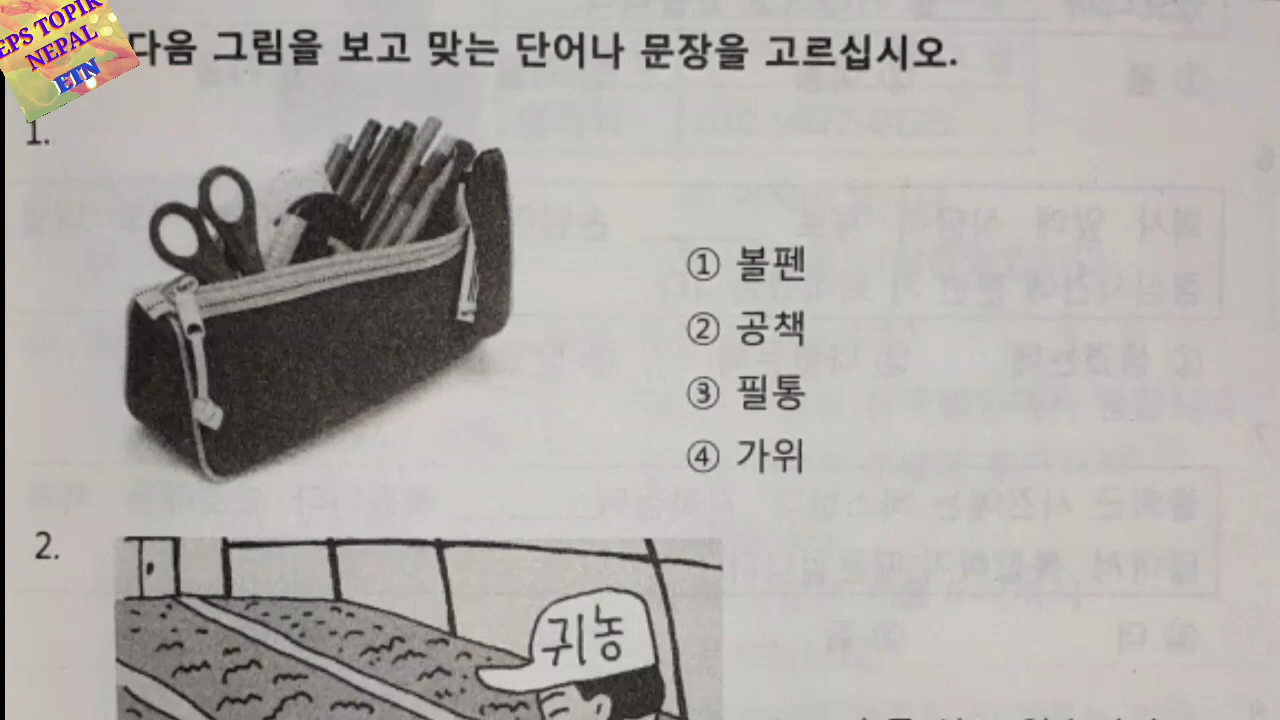 EPS TOPIK
NEPAL
EIN
다음 그림을 보고 맞는 단어나 문장을 고르십시오.
1.
① 볼펜
② 공책
③ 필통
④ 가위
2.
귀농